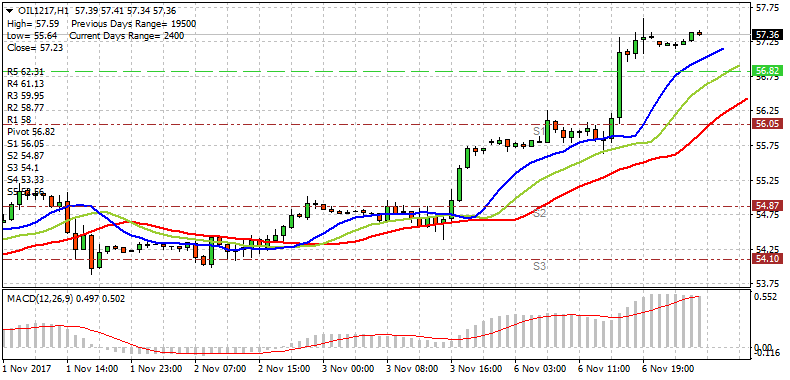 OIL1217,H1 57.39 57.41 57.34 57.36
High= 57.59 Previous Days Range= 19500
Low= 55.64 Current Days Range= 2400
Close= 57.23
R5 62.31
R4 61.13
R3 59.95
R2 58.77
R1 58
Pivot 56.82
S1 56.05
S2 54.87
S3 54.1
S4 53.33
S1
S2
S3
57.75
57.36
57.25
56.82
56.75
56.25
56.05
55.75
55.25
54.87
54.75
54.25
54.10
53.75
MACD(12,26,9) 0.497 0.502
0.552
0.00
-0.116
1 Nov 2017
1 Nov 14:00
1 Nov 23:00
2 Nov 07:00
2 Nov 15:00
3 Nov 00:00
3 Nov 08:00
3 Nov 16:00
6 Nov 03:00
6 Nov 11:00
6 Nov 19:00